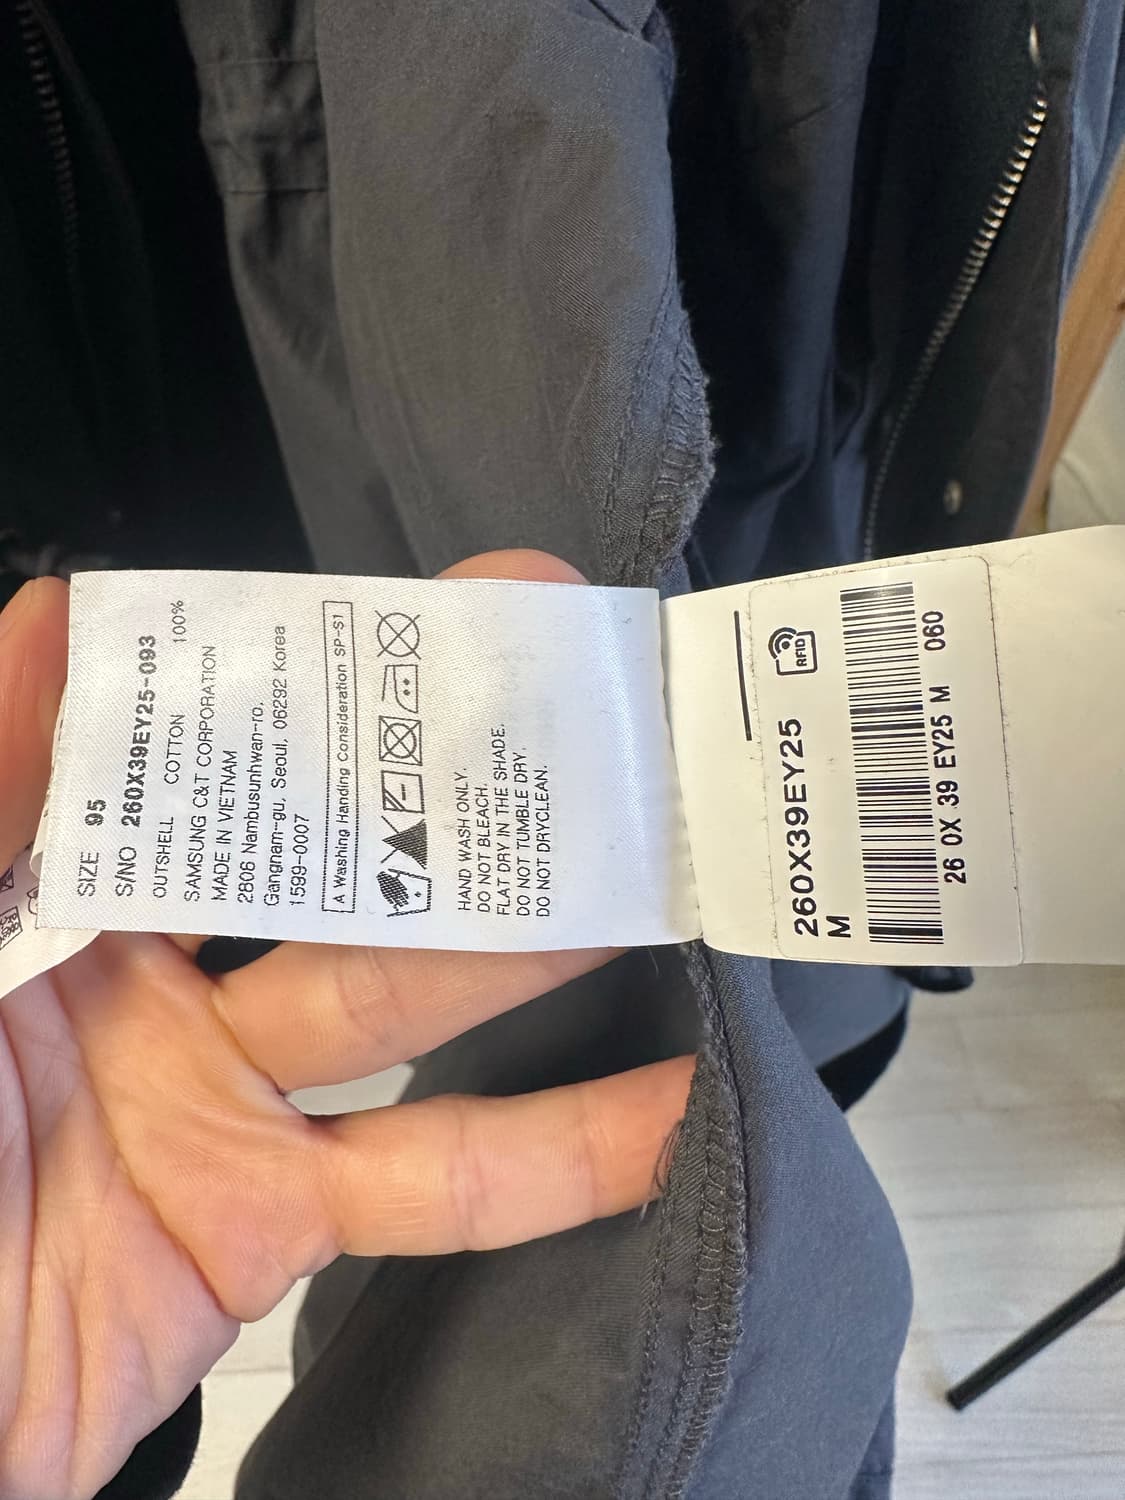 SIZE 95
S/NO 260X39EY25-093
OUTSHELL COTTON 100%
SAMSUNG C&T CORPORATION
MADE IN VIETNAM
2806 Nambusunhwan-ro,
Gangnam-gu, Seoul, 06292 Korea
1599-0007
A Washing Handing Consideration SP-S1
HAND WASH ONLY.
DO NOT BLEACH.
FLAT DRY IN THE SHADE.
DO NOT TUMBLE DRY.
DO NOT DRYCLEAN.
RFID
260X39EY25
M
26 OX 39 EY25 M 060